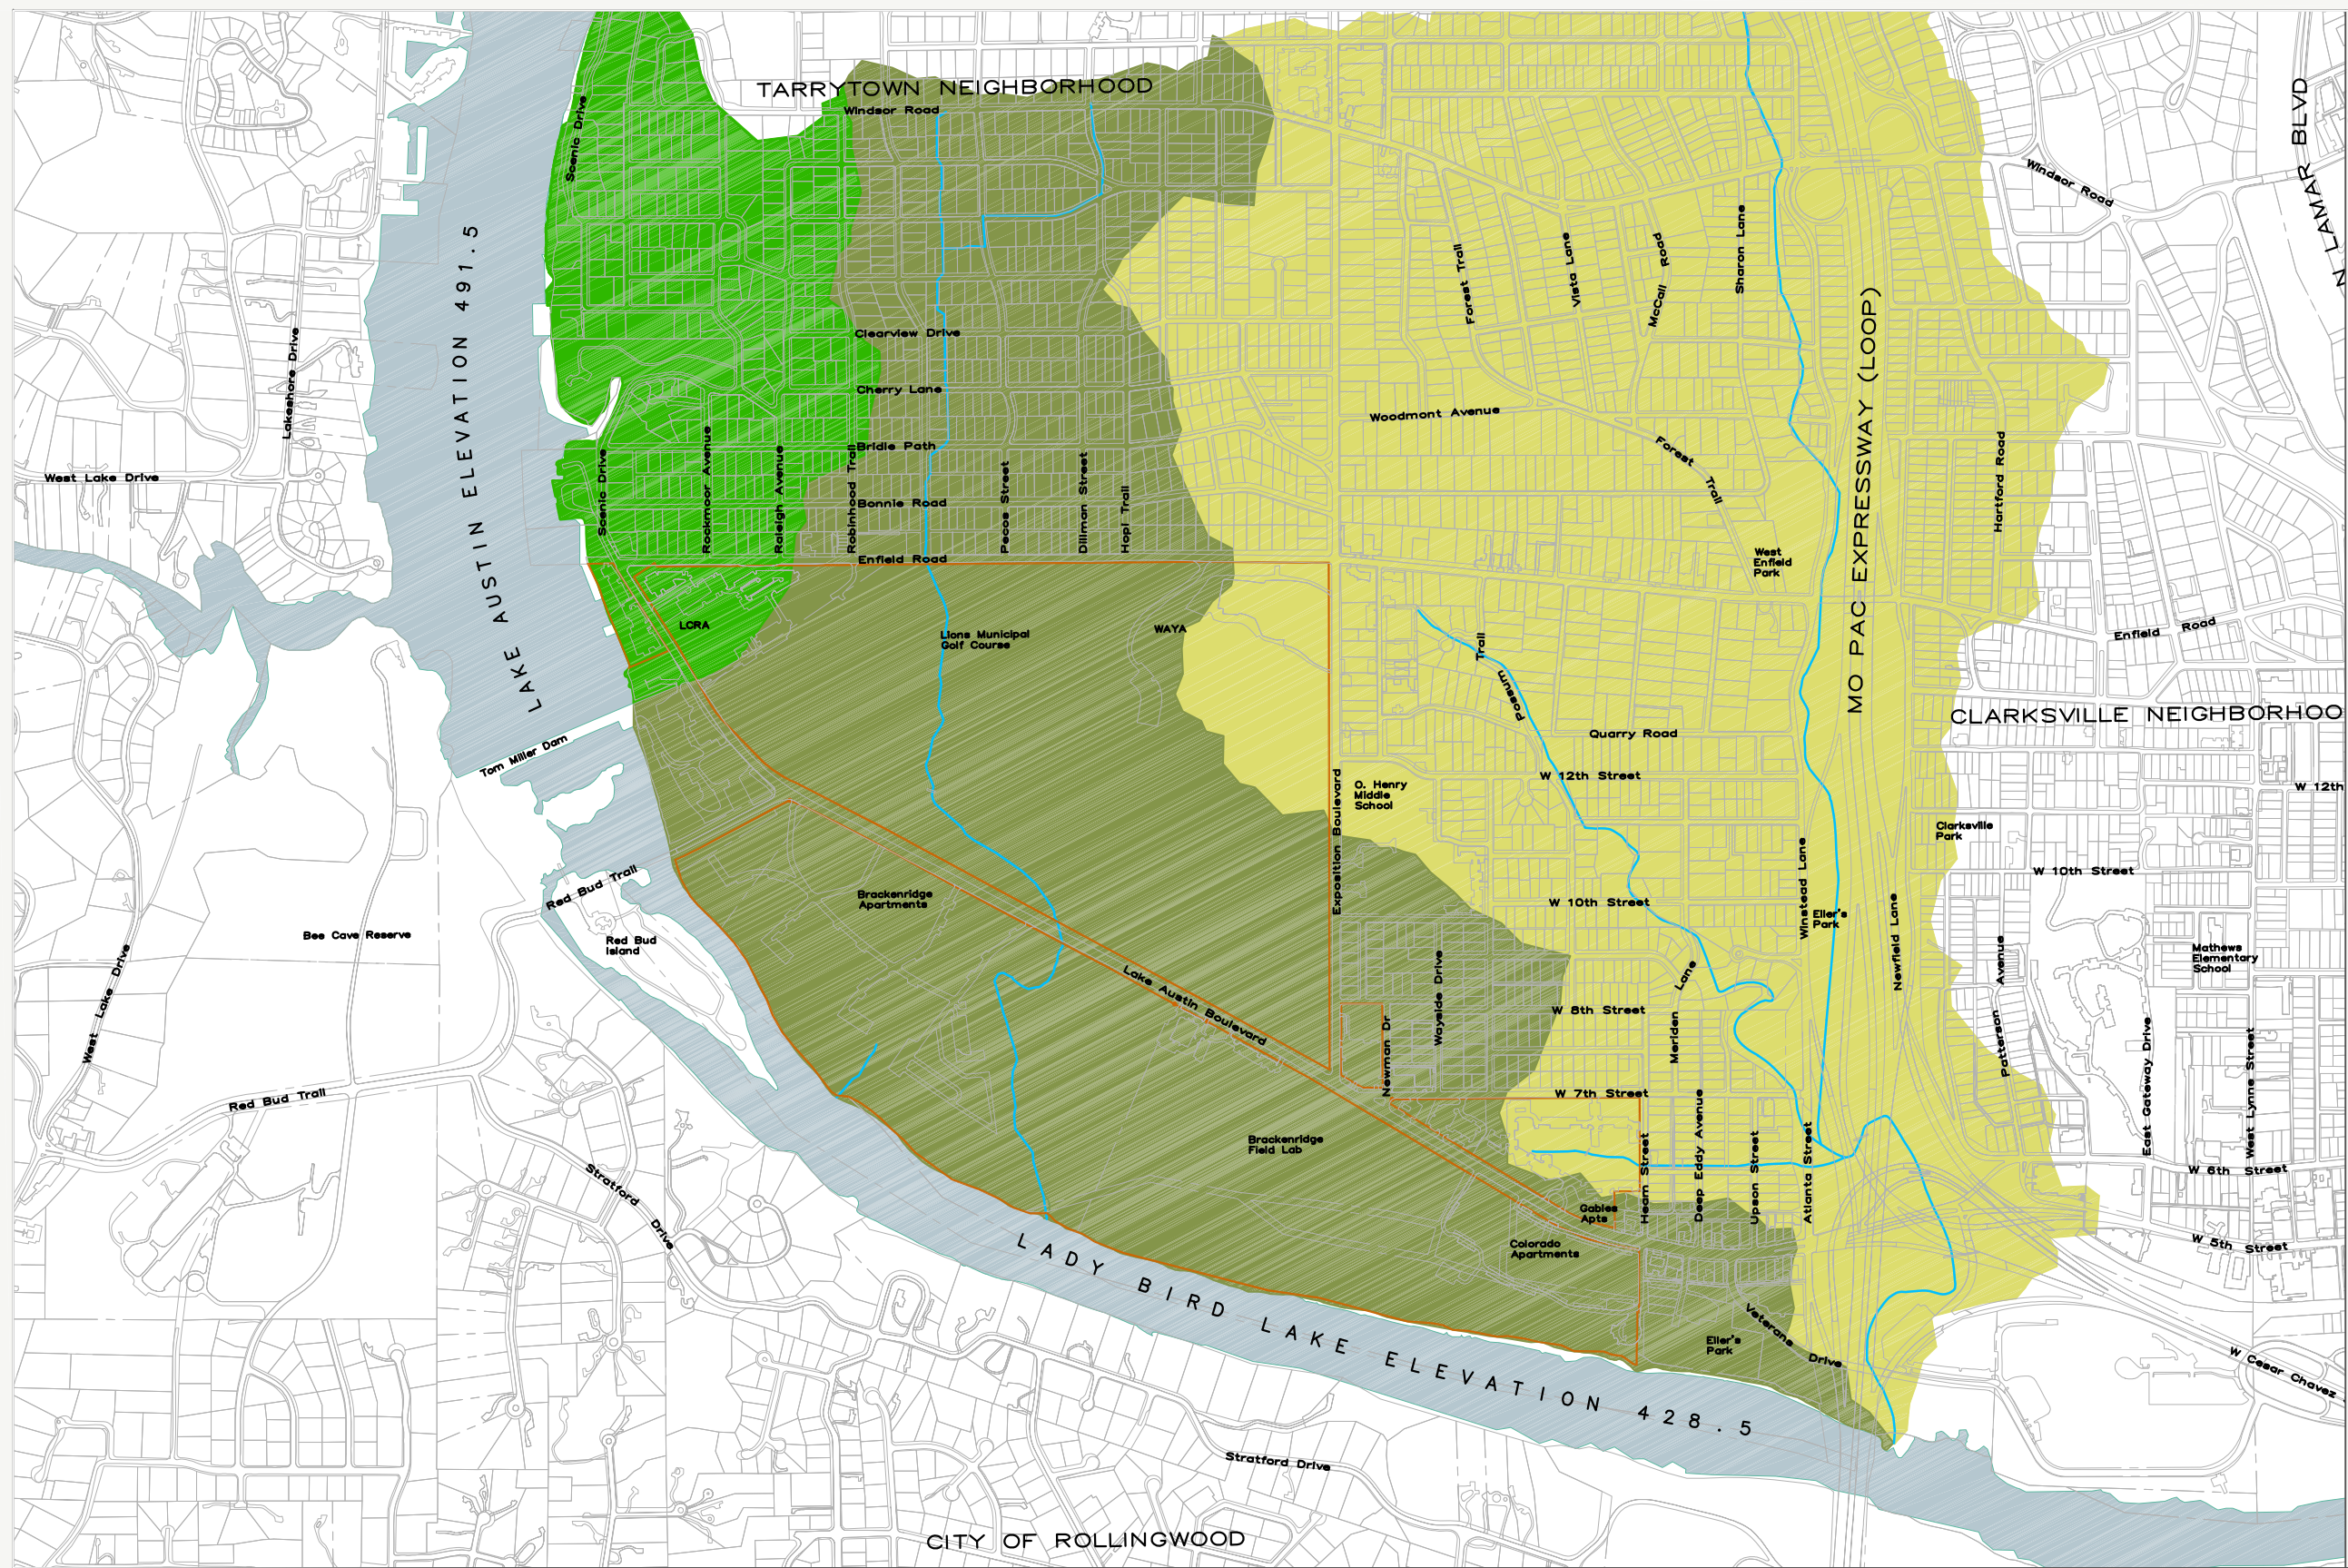 TARRYTOWN NEIGHBORHOOD
Windsor Road
Scenic Drive
N LAMAR BLVD
Windsor Road
LAKE AUSTIN ELEVATION 491.5
Lakeshore Drive
Forest Trail
Vista Lane
McCall Road
Sharon Lane
MO PAC EXPRESSWAY (LOOP)
Clearview Drive
Cherry Lane
Woodmont Avenue
Bridle Path
Forest Trail
Hartford Road
West Lake Drive
Scenic Drive
Rockmoor Avenue
Raleigh Avenue
Robinhood Trail
Bonnie Road
Pecos Street
Dillman Street
Hopi Trail
Enfield Road
West
Enfield
Park
LCRA
Lions Municipal
Golf Course
WAYA
Possum Trail
Enfield Road
CLARKSVILLE NEIGHBORHOO
Quarry Road
Tom Miller Dam
W 12th Street
O. Henry
Middle
School
W 12th
Exposition Boulevard
Clarksville
Park
Winstead Lane
W 10th Street
Red Bud Trail
Brackenridge
Apartments
W 10th Street
Eiler's
Park
Newfield Lane
Bee Cave Reserve
Red Bud
Island
Mathews
Elementary
School
West Lake Drive
Lake Austin Boulevard
Wayside Drive
Meriden Lane
Patterson Avenue
W 8th Street
Newman Dr
East Gateway Drive
West Lynne Street
Red Bud Trail
W 7th Street
Brackenridge
Field Lab
Stratford Drive
Hearn Street
Deep Eddy Avenue
Upson Street
Atlanta Street
W 6th Street
Gables
Apts
Colorado
Apartments
W 5th Street
LADY BIRD LAKE ELEVATION 428.5
Veterans Drive
Eiler's
Park
W Cesar Chavez
Stratford Drive
CITY OF ROLLINGWOOD